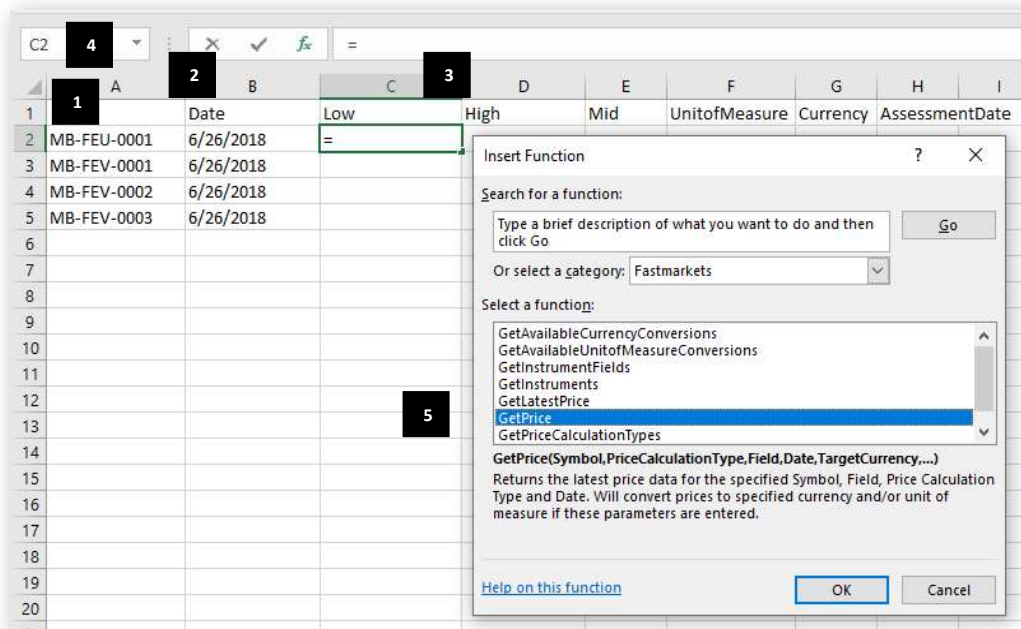 C2 4 fx =
2 3
A B C D E F G H I
1
1 Date Low High Mid UnitofMeasure Currency AssessmentDate
2 MB-FEU-0001 6/26/2018 =
3 MB-FEV-0001 6/26/2018
4 MB-FEV-0002 6/26/2018
5 MB-FEV-0003 6/26/2018
6
7
8
9
10
11
12
13
14
15
16
17
18
19
20
5
Insert Function ?
Search for a function:
Type a brief description of what you want to do and then
click Go
Go
Or select a category: Fastmarkets
Select a function:
GetAvailableCurrencyConversions
GetAvailableUnitofMeasureConversions
GetInstrumentFields
GetInstruments
GetLatestPrice
GetPrice
GetPriceCalculationTypes
GetPrice(Symbol,PriceCalculationType,Field,Date,TargetCurrency,...)
Returns the latest price data for the specified Symbol, Field, Price Calculation
Type and Date. Will convert prices to specified currency and/or unit of
measure if these parameters are entered.
Help on this function
OK Cancel